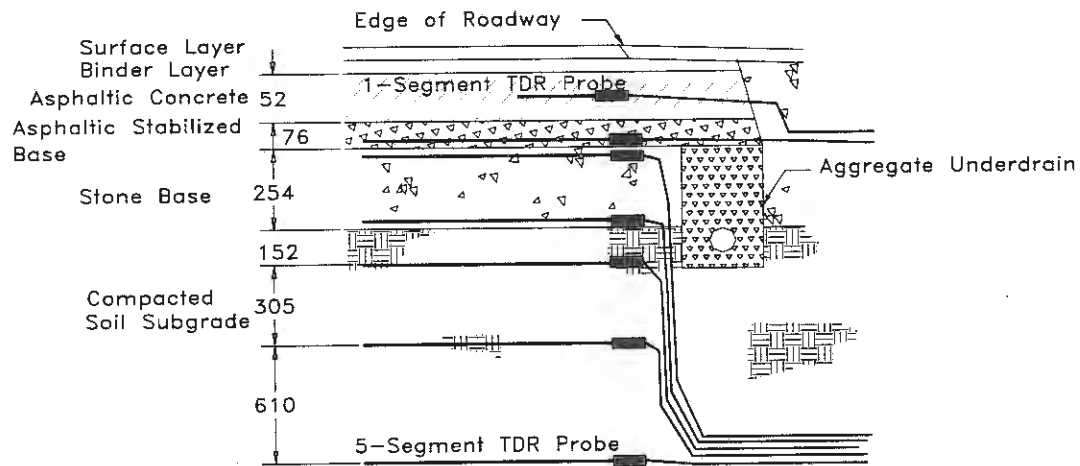 Edge of Roadway
Surface Layer
Binder Layer
1-Segment TDR Probe
Asphaltic Concrete
52
Asphaltic Stabilized
Base
76
Aggregate Underdrain
Stone Base
254
152
Compacted
Soil Subgrade
305
610
5-Segment TDR Probe